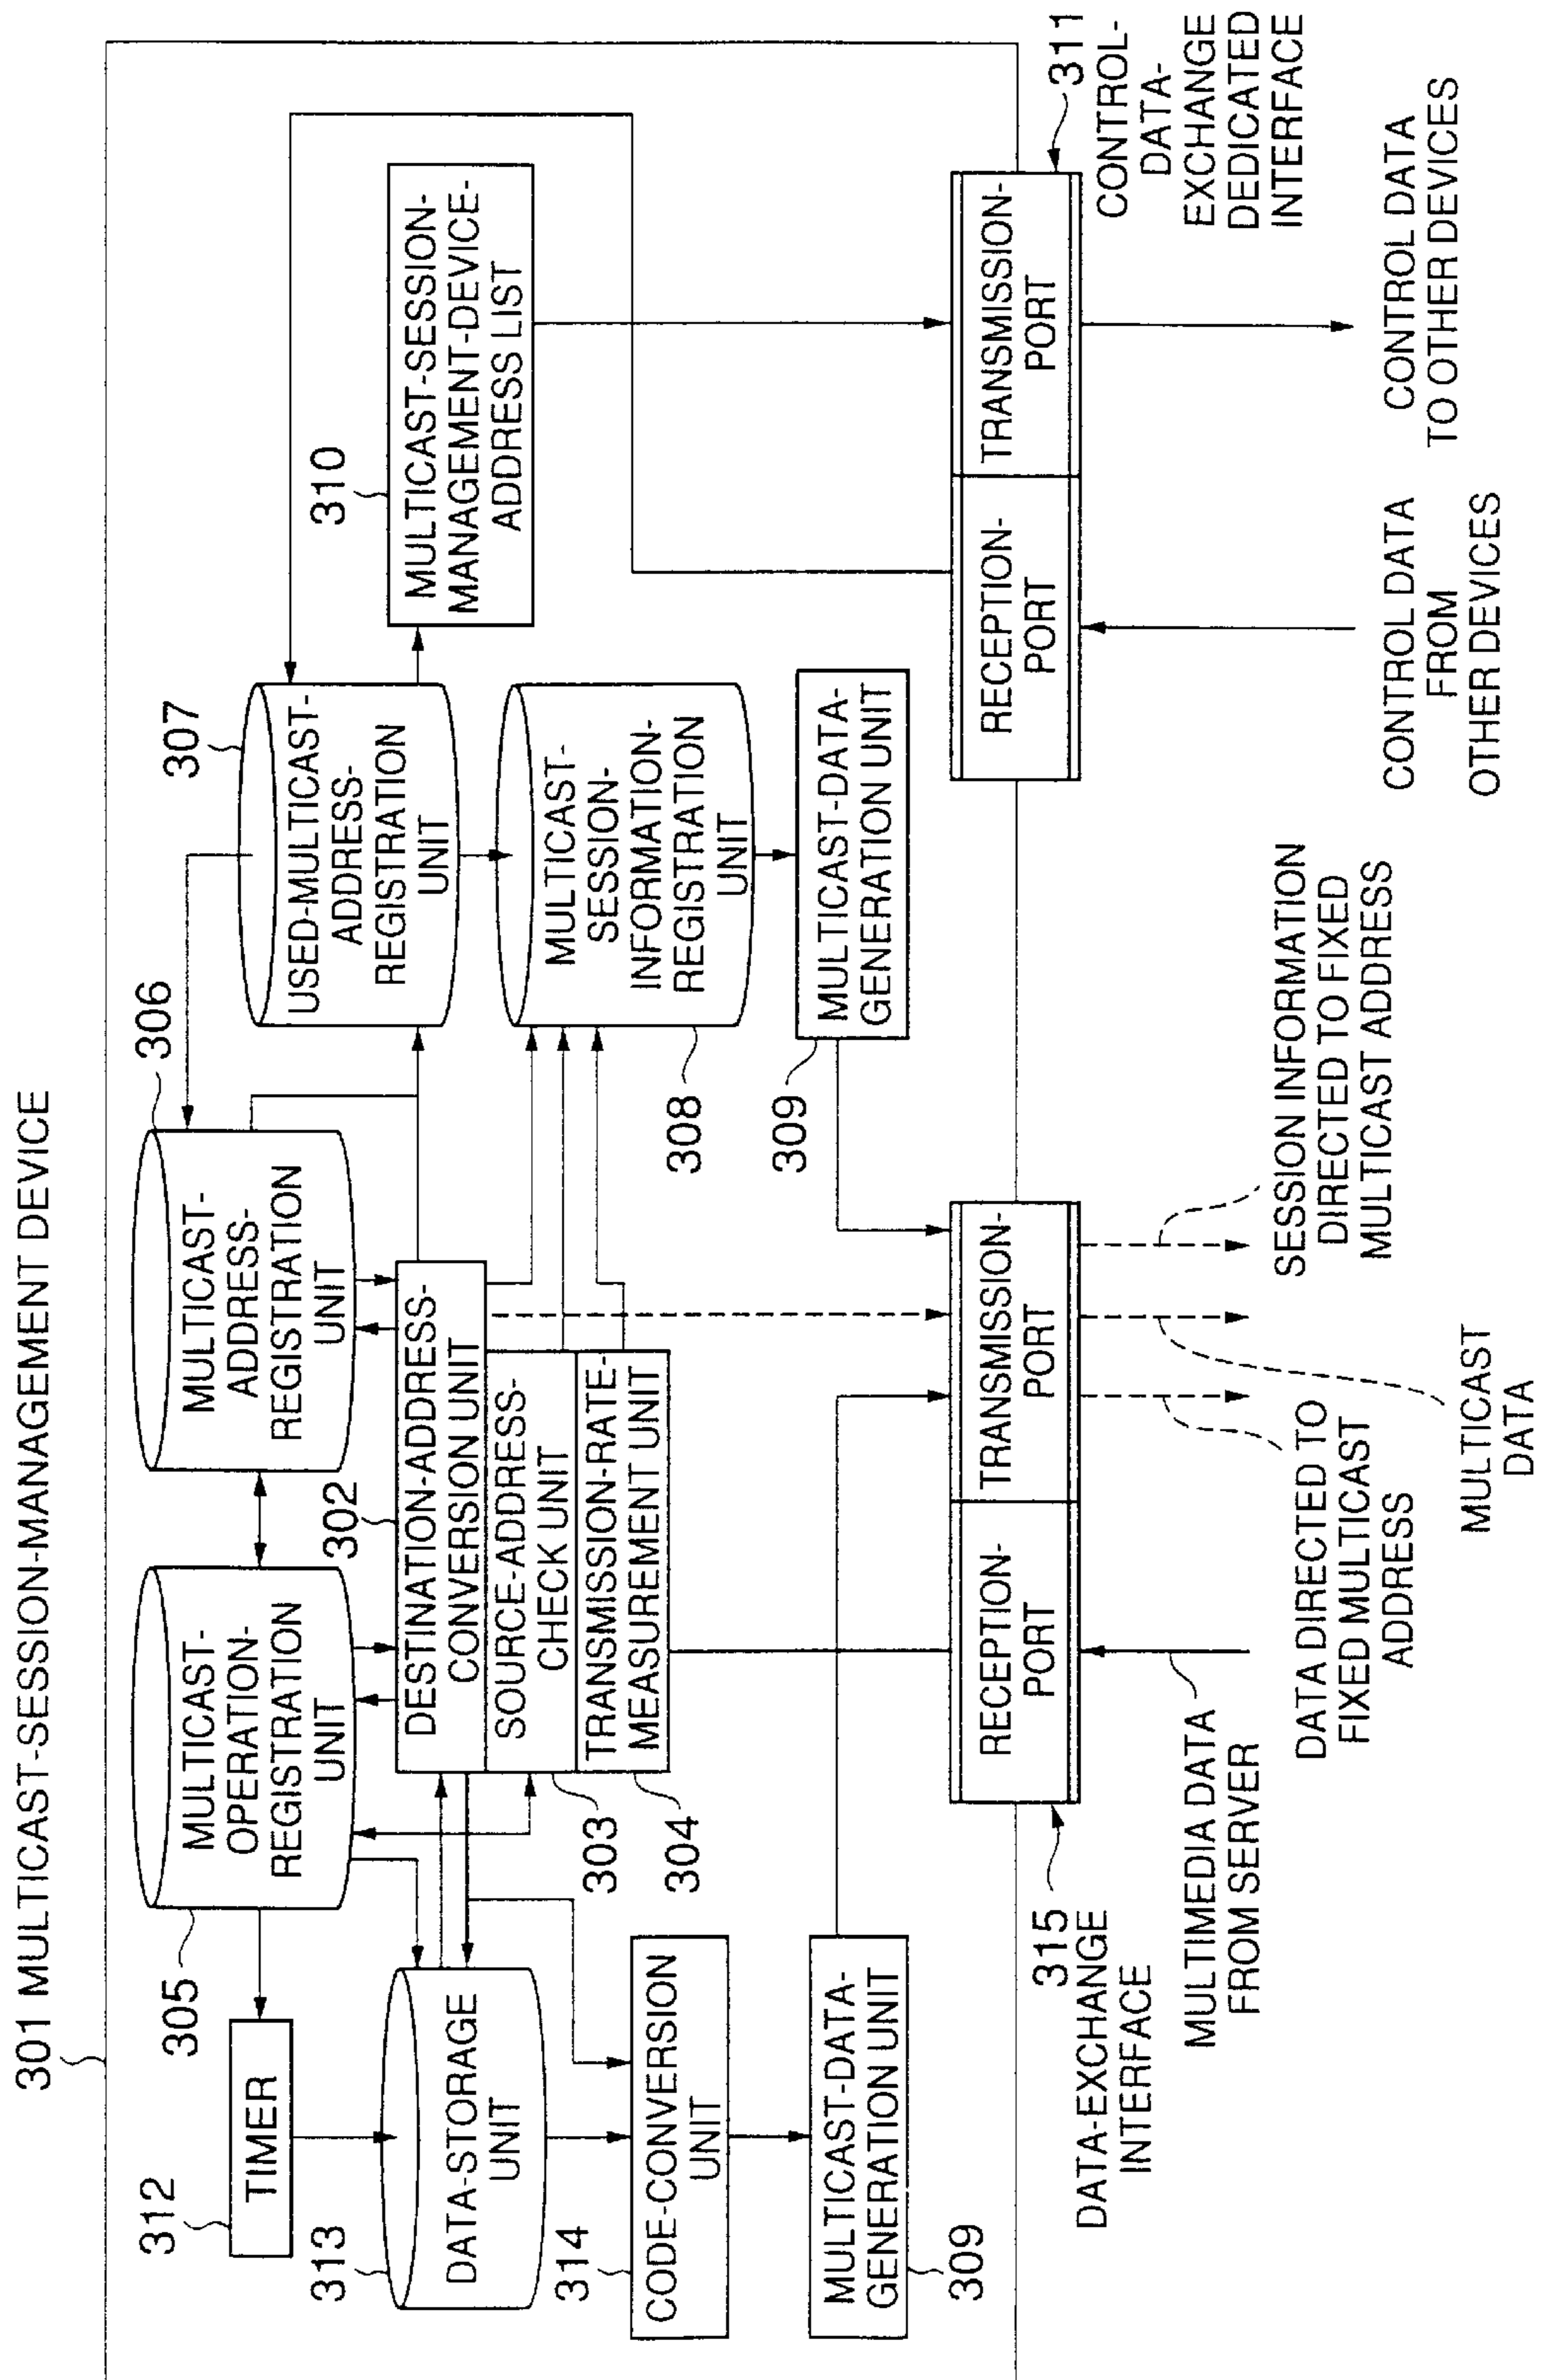 301 MULTICAST-SESSION-MANAGEMENT DEVICE
312
TIMER
305
MULTICAST-
OPERATION-
REGISTRATION
UNIT
306
MULTICAST-
ADDRESS-
REGISTRATION
UNIT
307
USED-MULTICAST-
ADDRESS-
REGISTRATION
UNIT
310
MULTICAST-SESSION-
MANAGEMENT-DEVICE-
ADDRESS LIST
313
DATA-STORAGE
UNIT
302
DESTINATION-ADDRESS-
CONVERSION UNIT
SOURCE-ADDRESS-
CHECK UNIT
TRANSMISSION-RATE-
MEASUREMENT UNIT
303
304
308
MULTICAST-
SESSION-
INFORMATION-
REGISTRATION
UNIT
314
CODE-CONVERSION
UNIT
309
MULTICAST-DATA-
GENERATION UNIT
MULTICAST-DATA-
GENERATION UNIT
309
RECEPTION-
PORT
TRANSMISSION-
PORT
RECEPTION-
PORT
TRANSMISSION-
PORT
315
DATA-EXCHANGE
INTERFACE
311
CONTROL-
DATA-
EXCHANGE
DEDICATED
INTERFACE
MULTIMEDIA DATA
FROM SERVER
DATA DIRECTED TO
FIXED MULTICAST
ADDRESS
MULTICAST
DATA
SESSION INFORMATION
DIRECTED TO FIXED
MULTICAST ADDRESS
CONTROL DATA
FROM
OTHER DEVICES
CONTROL DATA
TO OTHER DEVICES